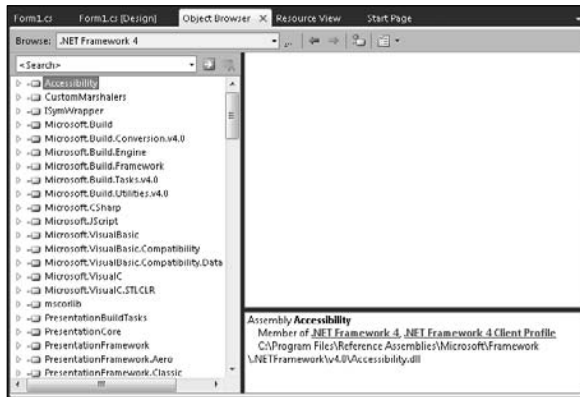 Form1.cs Form1.cs [Design] Object Browser X Resource View Start Page
Browse: .NET Framework 4
<Search>
Accessibility
CustomMarshalers
ISymWrapper
Microsoft.Build
Microsoft.Build.Conversion.v4.0
Microsoft.Build.Engine
Microsoft.Build.Framework
Microsoft.Build.Tasks.v4.0
Microsoft.Build.Utilities.v4.0
Microsoft.CSharp
Microsoft.JScript
Microsoft.VisualBasic
Microsoft.VisualBasic.Compatibility
Microsoft.VisualBasic.Compatibility.Data
Microsoft.VisualC
Microsoft.VisualC.STLCLR
mscorlib
PresentationBuildTasks
PresentationCore
PresentationFramework
PresentationFramework.Aero
PresentationFramework.Classic
Assembly Accessibility
Member of .NET Framework 4, .NET Framework 4 Client Profile
C:\Program Files\Reference Assemblies\Microsoft\Framework
\.NETFramework\v4.0\Accessibility.dll